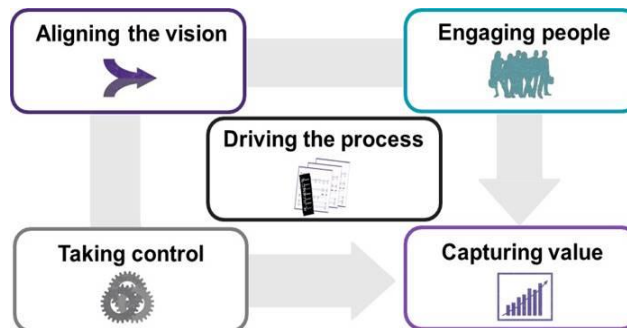 Aligning the vision
Engaging people
Driving the process
Taking control
Capturing value